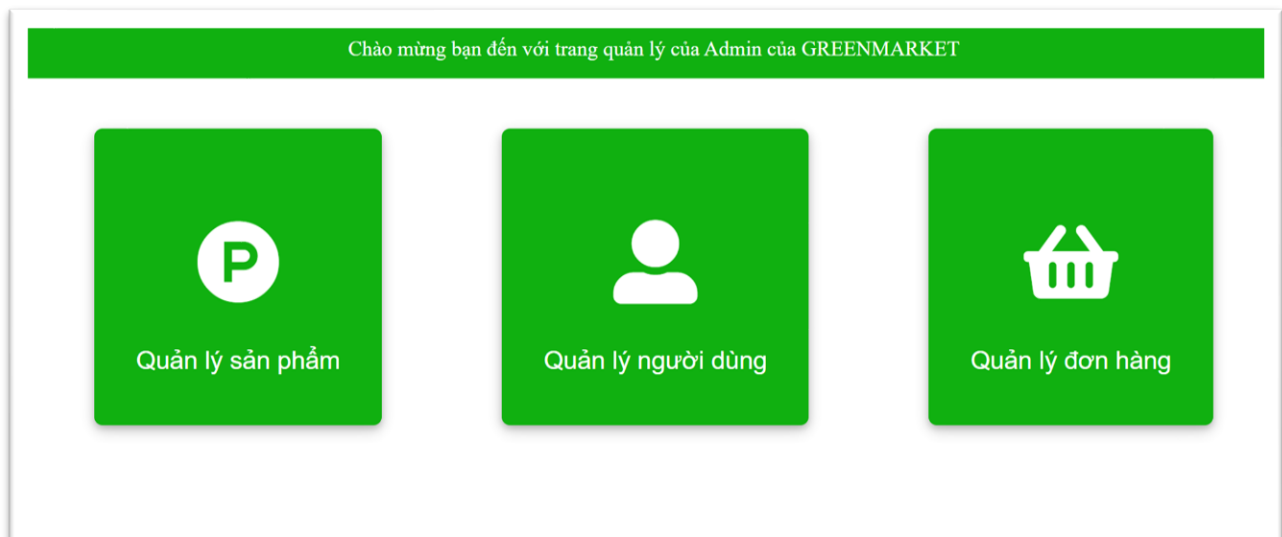 Chào mừng bạn đến với trang quản lý của Admin của GREENMARKET
P
Quản lý sản phẩm
Quản lý người dùng
Quản lý đơn hàng